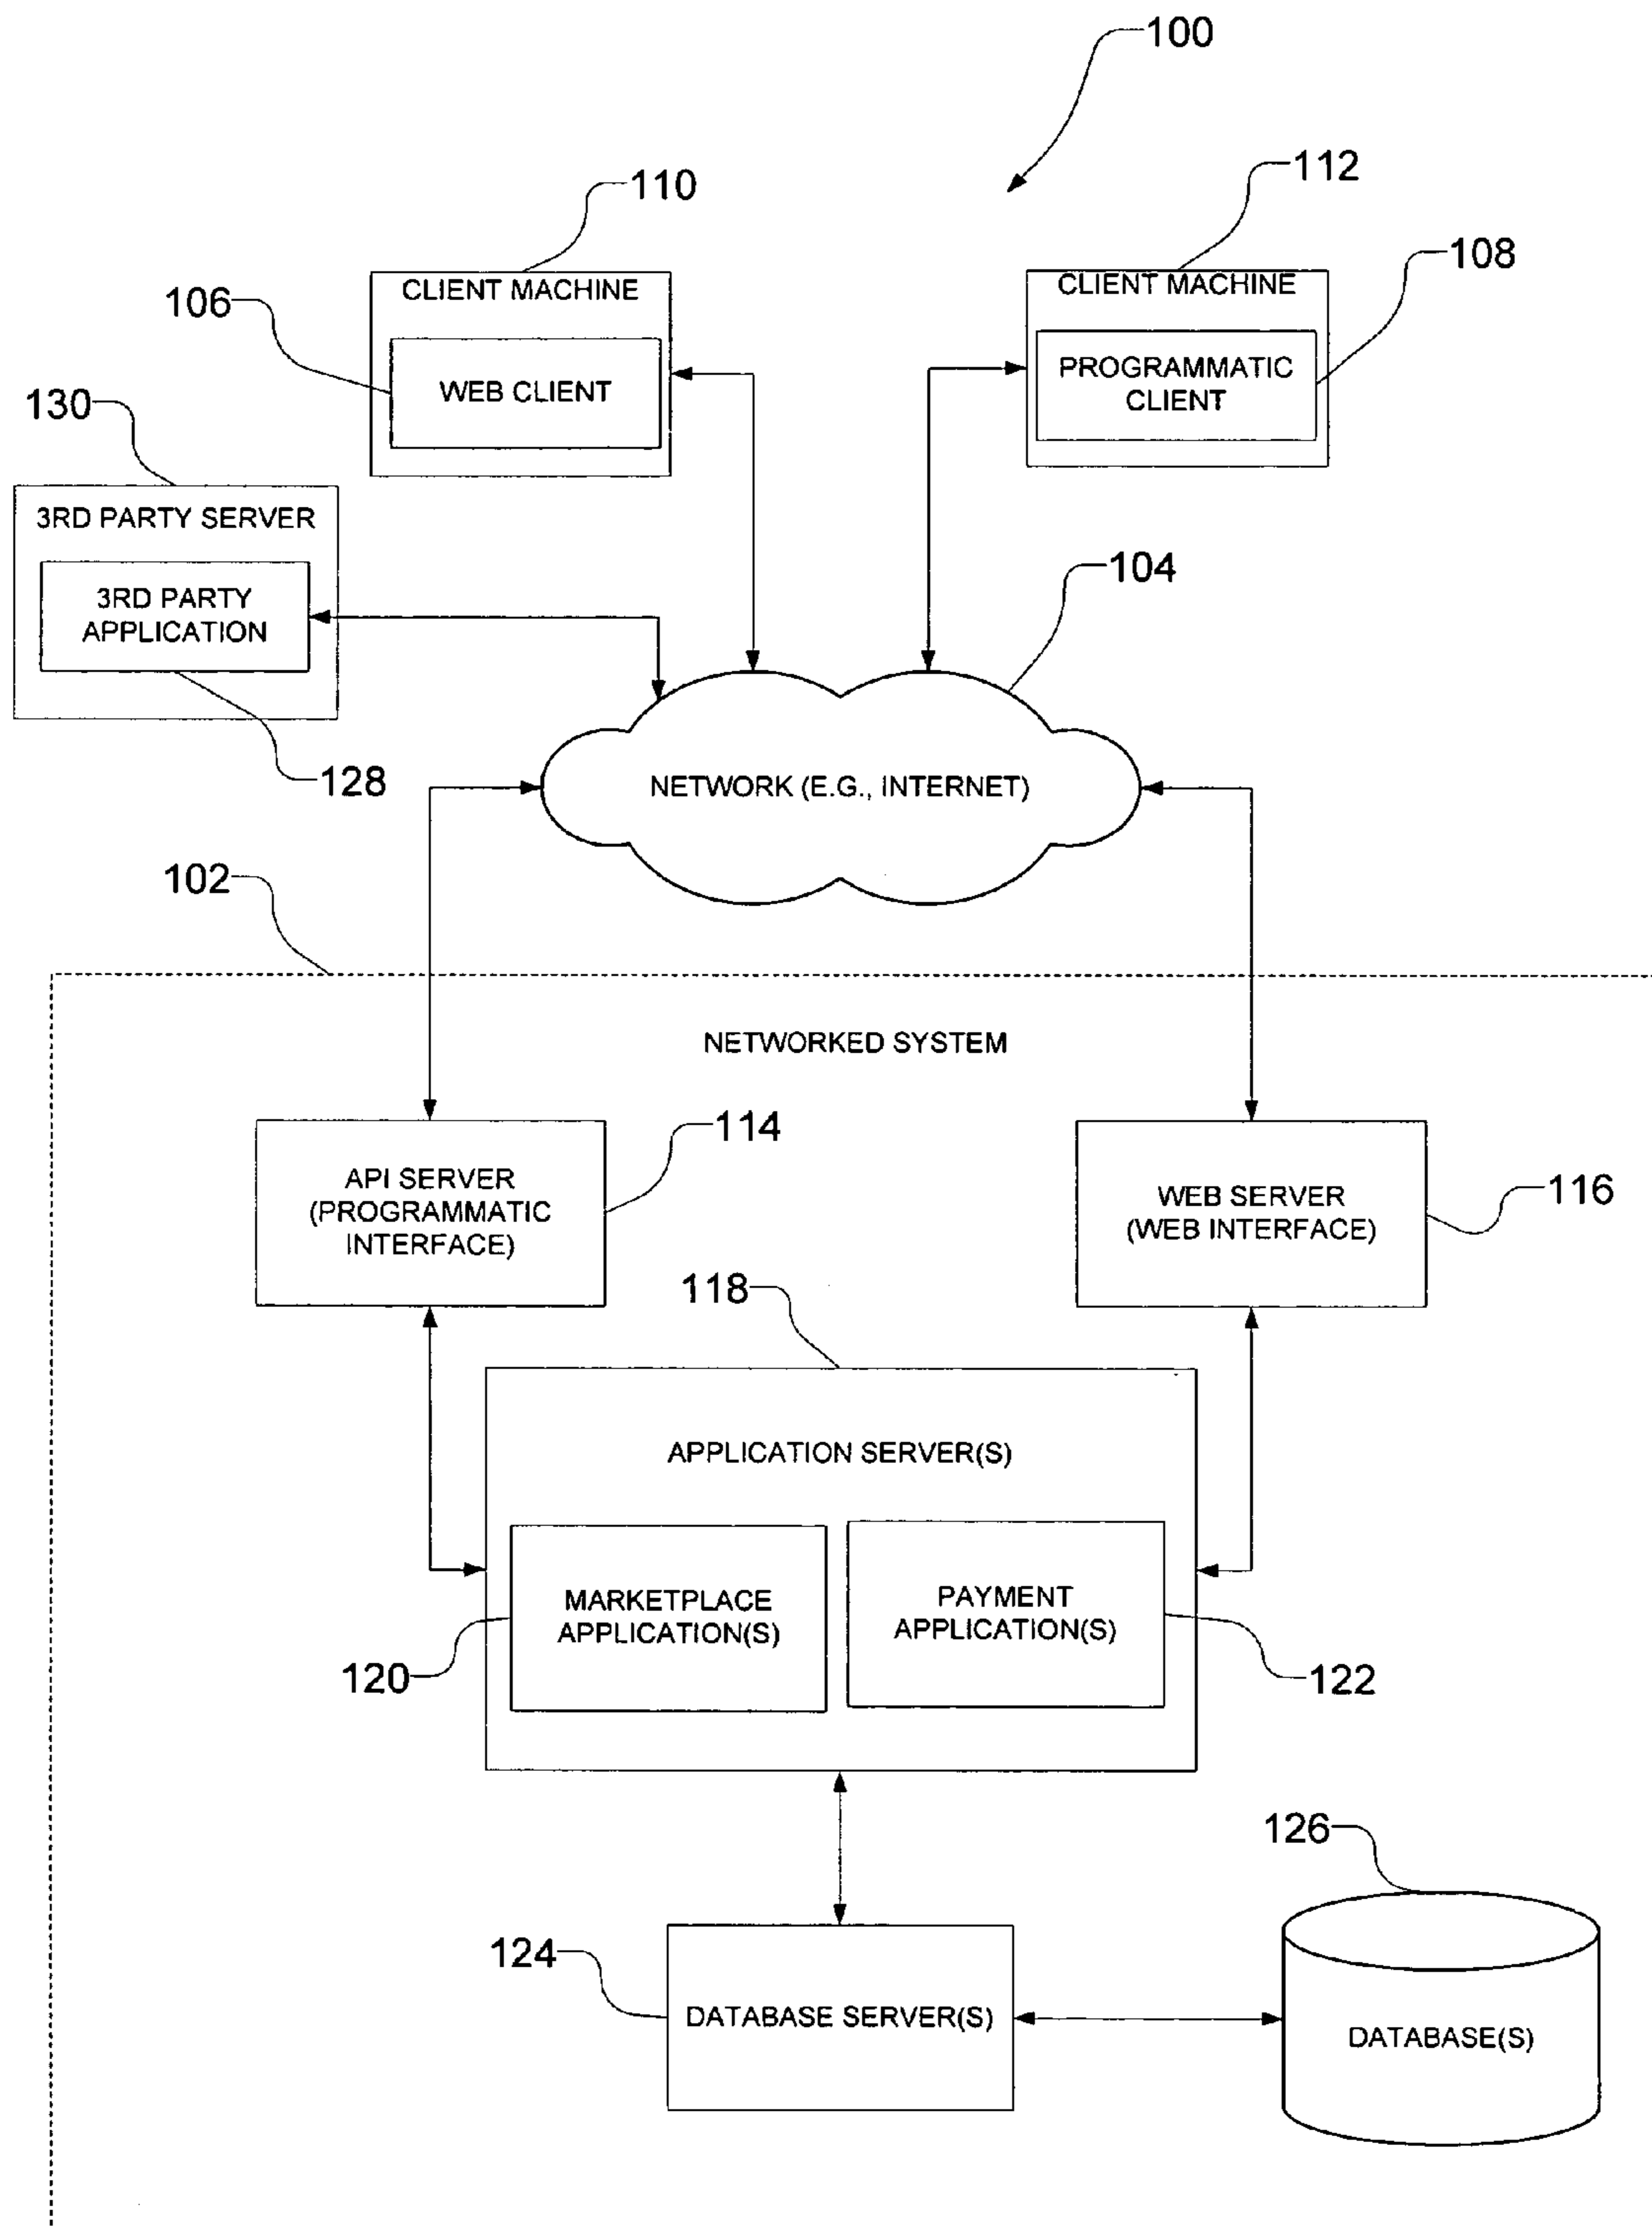 100
110
112
CLIENT MACHINE
CLIENT MACHINE
108
106
WEB CLIENT
PROGRAMMATIC
CLIENT
130
3RD PARTY SERVER
3RD PARTY
APPLICATION
104
128
NETWORK (E.G., INTERNET)
102
NETWORKED SYSTEM
114
API SERVER
(PROGRAMMATIC
INTERFACE)
WEB SERVER
(WEB INTERFACE)
116
118
APPLICATION SERVER(S)
MARKETPLACE
APPLICATION(S)
PAYMENT
APPLICATION(S)
120
122
126
124
DATABASE SERVER(S)
DATABASE(S)